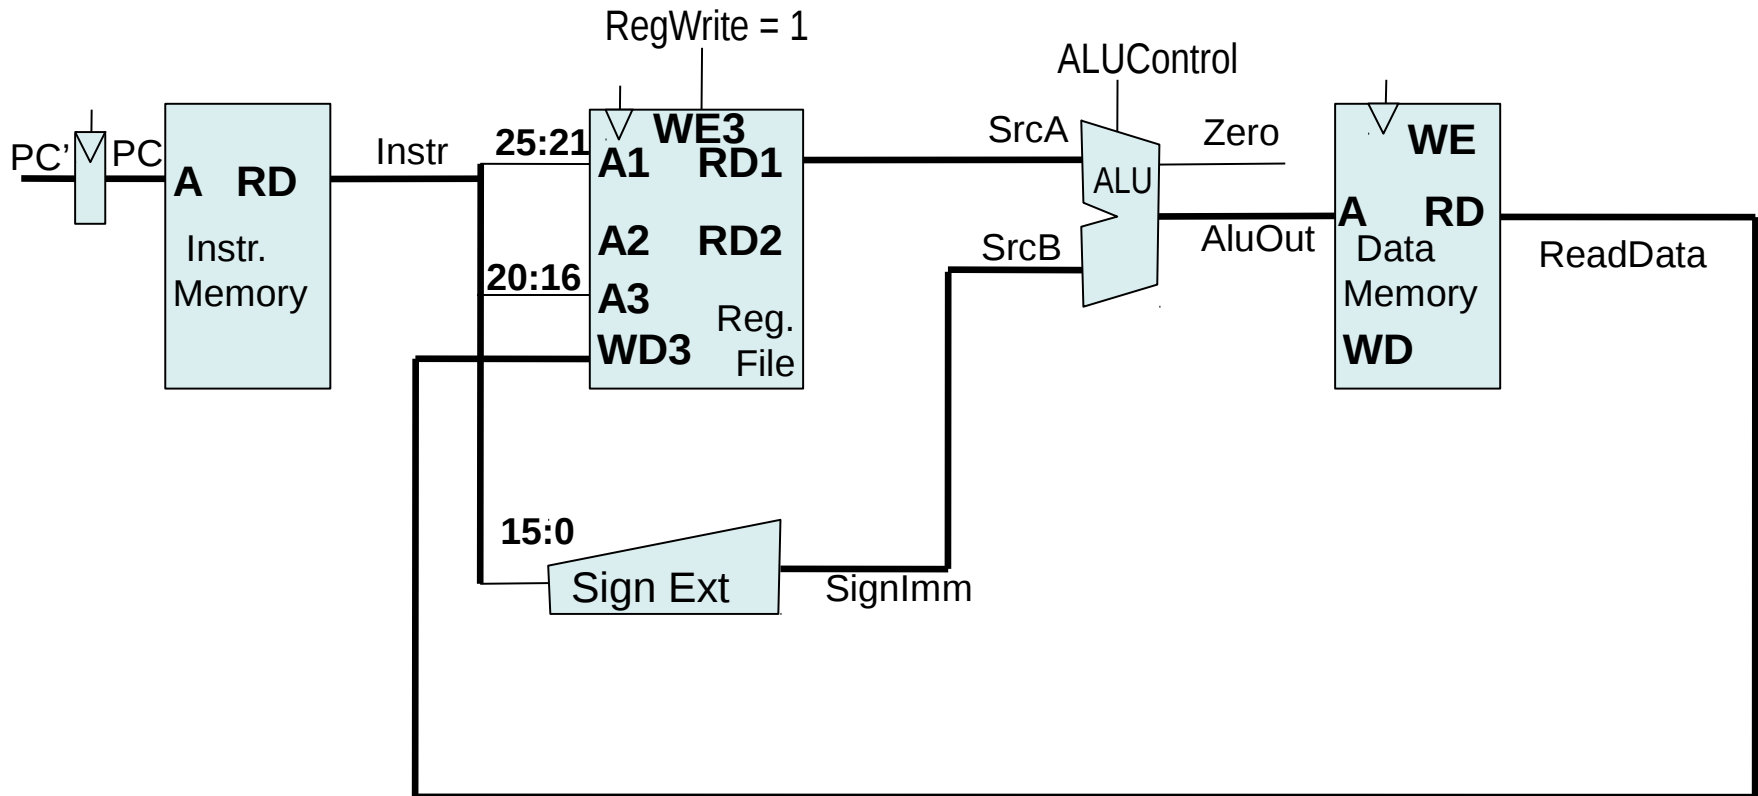 RegWrite = 1
ALUControl
PC’
PC
A RD
Instr.
Memory
Instr
25:21
20:16
15:0
WE3
A1 RD1
A2 RD2
A3
WD3
Reg.
File
Sign Ext
SignImm
SrcA
SrcB
ALU
Zero
AluOut
WE
A RD
Data
Memory
WD
ReadData